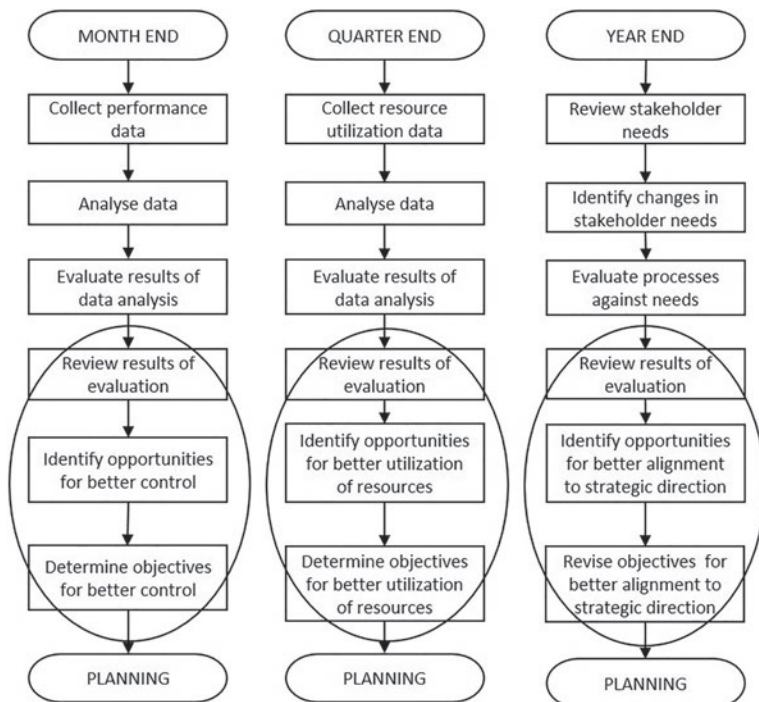 MONTH END
Collect performance
data
Analyse data
Evaluate results of
data analysis
Review results of
evaluation
Identify opportunities
for better control
Determine objectives
for better control
PLANNING
QUARTER END
Collect resource
utilization data
Analyse data
Evaluate results of
data analysis
Review results of
evaluation
Identify opportunities
for better utilization
of resources
Determine objectives
for better utilization
of resources
PLANNING
YEAR END
Review stakeholder
needs
Identify changes in
stakeholder needs
Evaluate processes
against needs
Review results of
evaluation
Identify opportunities
for better alignment
to strategic direction
Revise objectives for
better alignment to
strategic direction
PLANNING